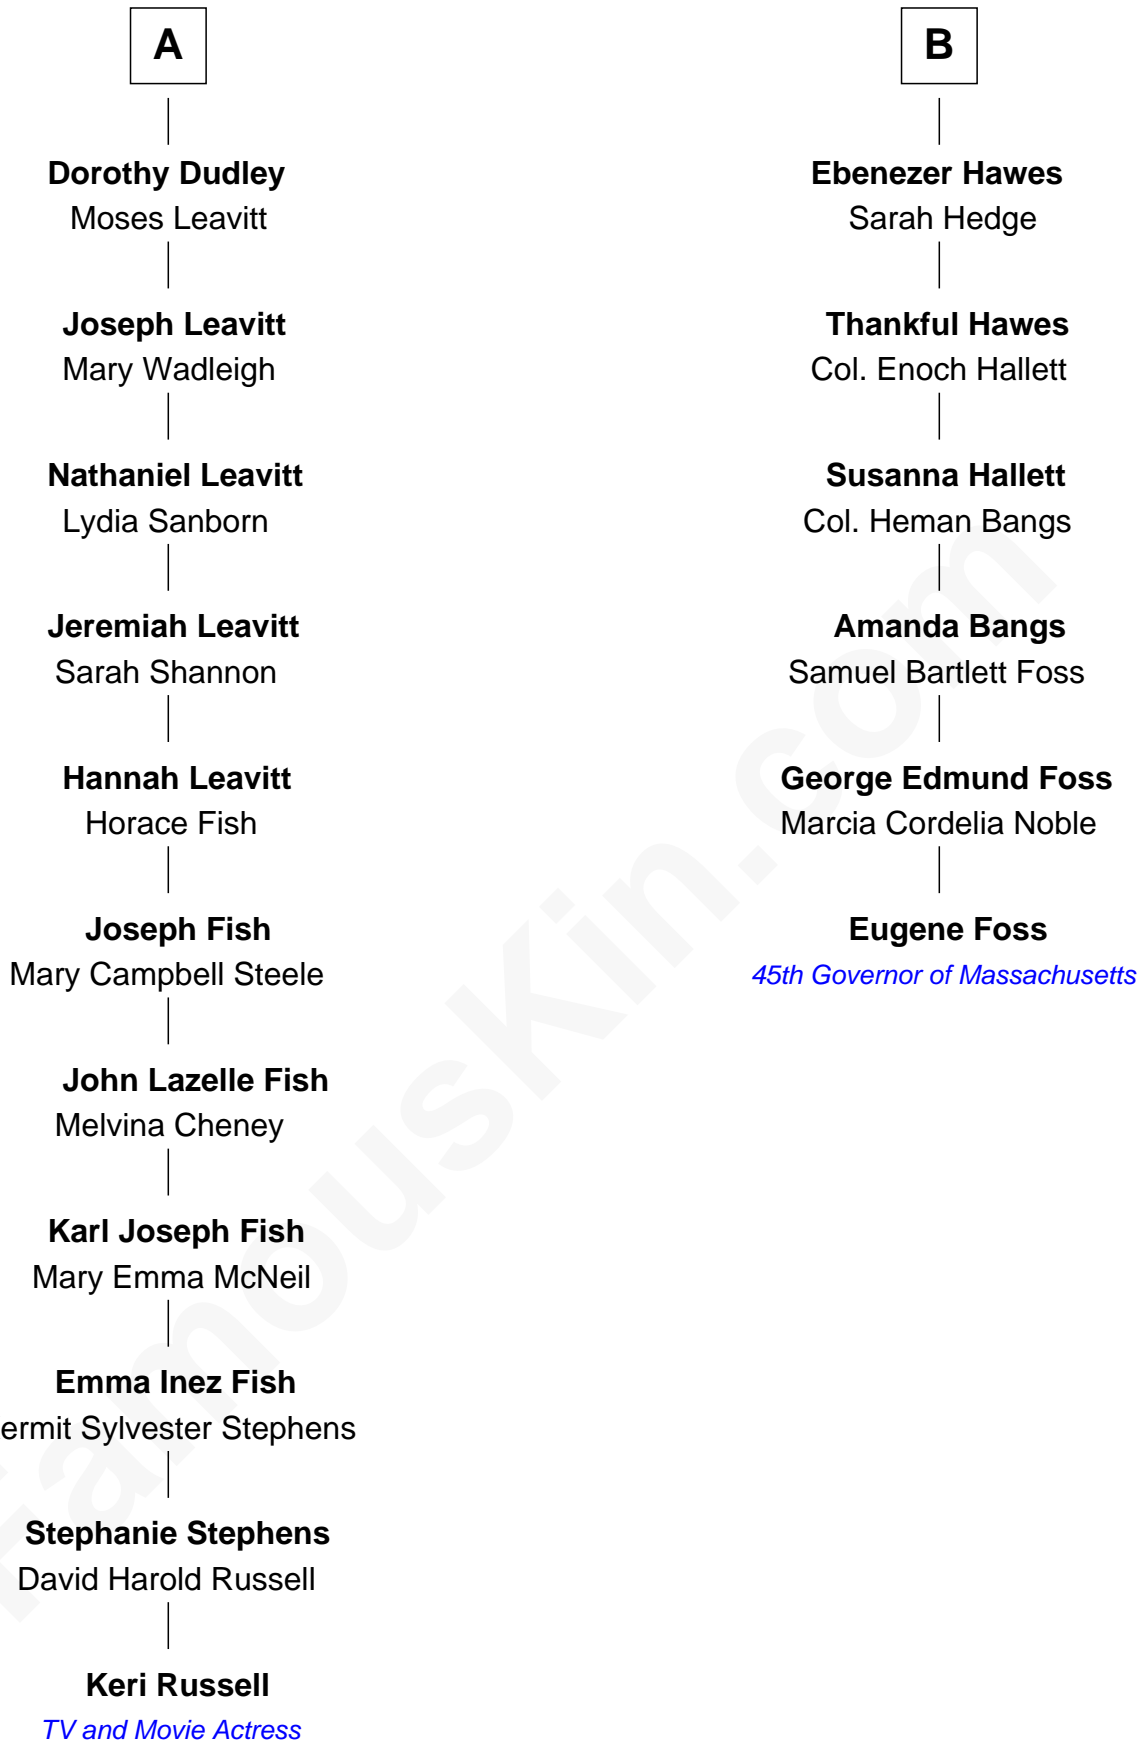 A
Dorothy Dudley
Moses Leavitt
Joseph Leavitt
Mary Wadleigh
Nathaniel Leavitt
Lydia Sanborn
Jeremiah Leavitt
Sarah Shannon
Hannah Leavitt
Horace Fish
Joseph Fish
Mary Campbell Steele
John Lazelle Fish
Melvina Cheney
Karl Joseph Fish
Mary Emma McNeil
Emma Inez Fish
ermit Sylvester Stephens
Stephanie Stephens
David Harold Russell
Keri Russell
TV and Movie Actress
B
Ebenezer Hawes
Sarah Hedge
Thankful Hawes
Col. Enoch Hallett
Susanna Hallett
Col. Heman Bangs
Amanda Bangs
Samuel Bartlett Foss
George Edmund Foss
Marcia Cordelia Noble
Eugene Foss
45th Governor of Massachusetts
FamousKin.com